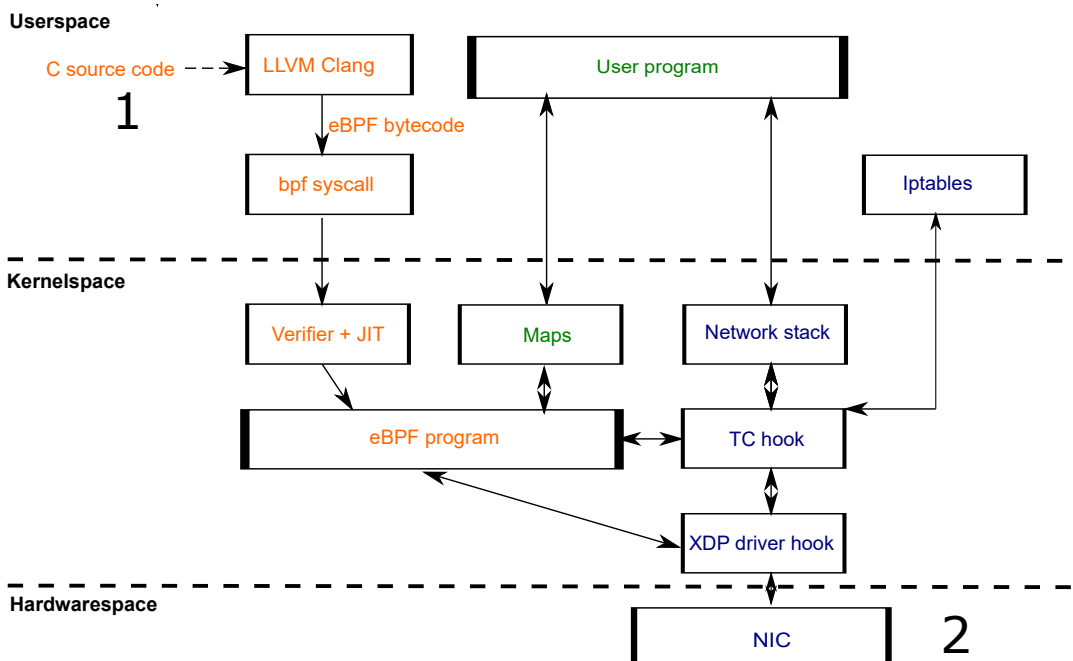 Userspace
C source code
LLVM Clang
User program
1
eBPF bytecode
bpf syscall
Iptables
Kernelspace
Verifier + JIT
Maps
Network stack
eBPF program
TC hook
XDP driver hook
Hardwarespace
NIC
2